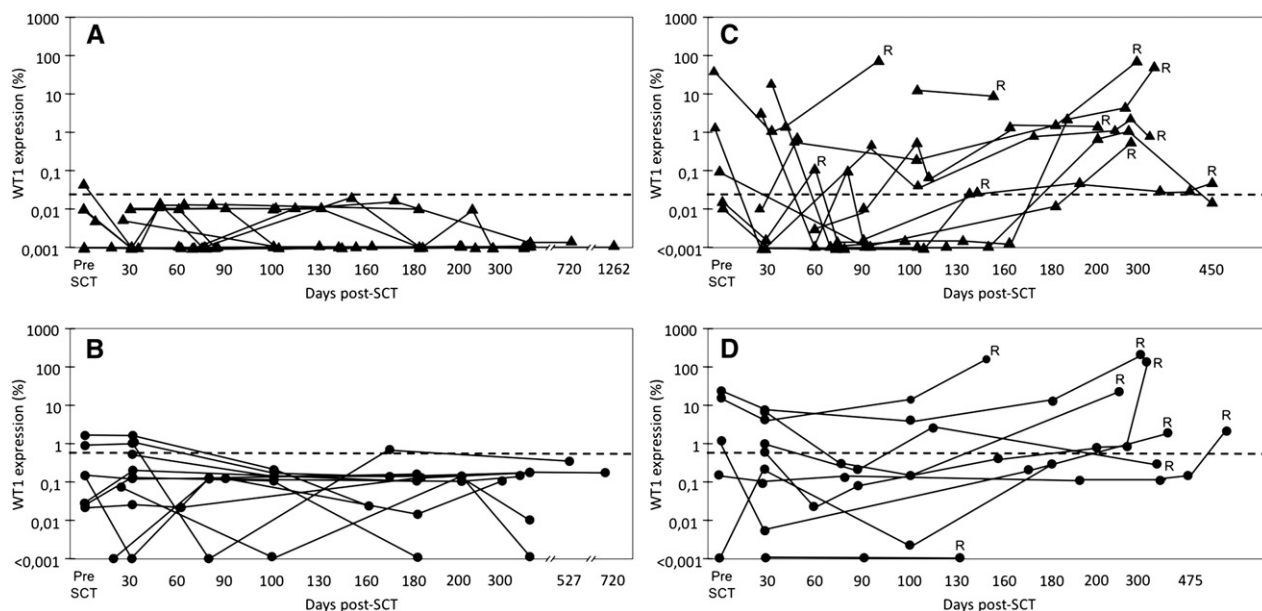 A
WT1 expression (%)
1000
100
10
1
0,1
0,01
0,001
Pre SCT 30 60 90 100 130 160 180 200 300 720 1262
Days post-SCT
C
WT1 expression (%)
1000
100
10
1
0,1
0,01
<0,001
R
R
R
R
R
R
R
R
Pre SCT 30 60 90 100 130 160 180 200 300 450
Days post-SCT
B
WT1 expression (%)
1000
100
10
1
0,1
0,01
<0,001
Pre SCT 30 60 90 100 130 160 180 200 300 527 720
Days post-SCT
D
WT1 expression (%)
1000
100
10
1
0,1
0,01
<0,001
R
R
R
R
R
R
R
R
Pre SCT 30 60 90 100 130 160 180 200 300 475
Days post-SCT